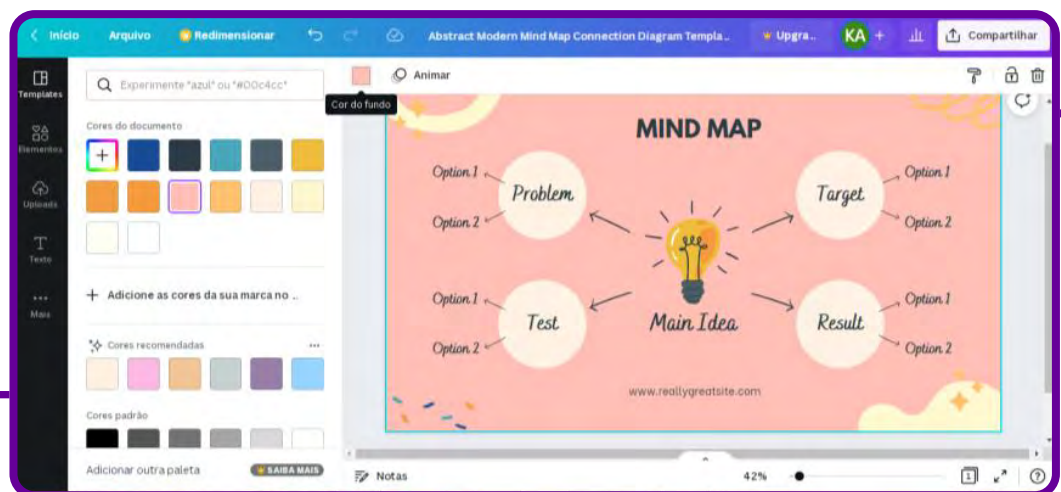 Início Arquivo Redimensionar Abstract Modern Mind Map Connection Diagram Templa... Upgra... KA + Compartilhar
Templates
Elementos
Uploads
Texto
Mais
Experimente "azul" ou "#00c4cc"
Cores do documento
+ Adicione as cores da sua marca no ...
Cores recomendadas
Cores padrão
Adicionar outra paleta SAIBA MAIS
Animar
Cor do fundo
MIND MAP
Option 1
Problem
Option 2
Option 1
Target
Option 2
Option 1
Test
Option 2
Main Idea
Option 1
Result
Option 2
www.reallygreatsite.com
Notas 42% 1 ?